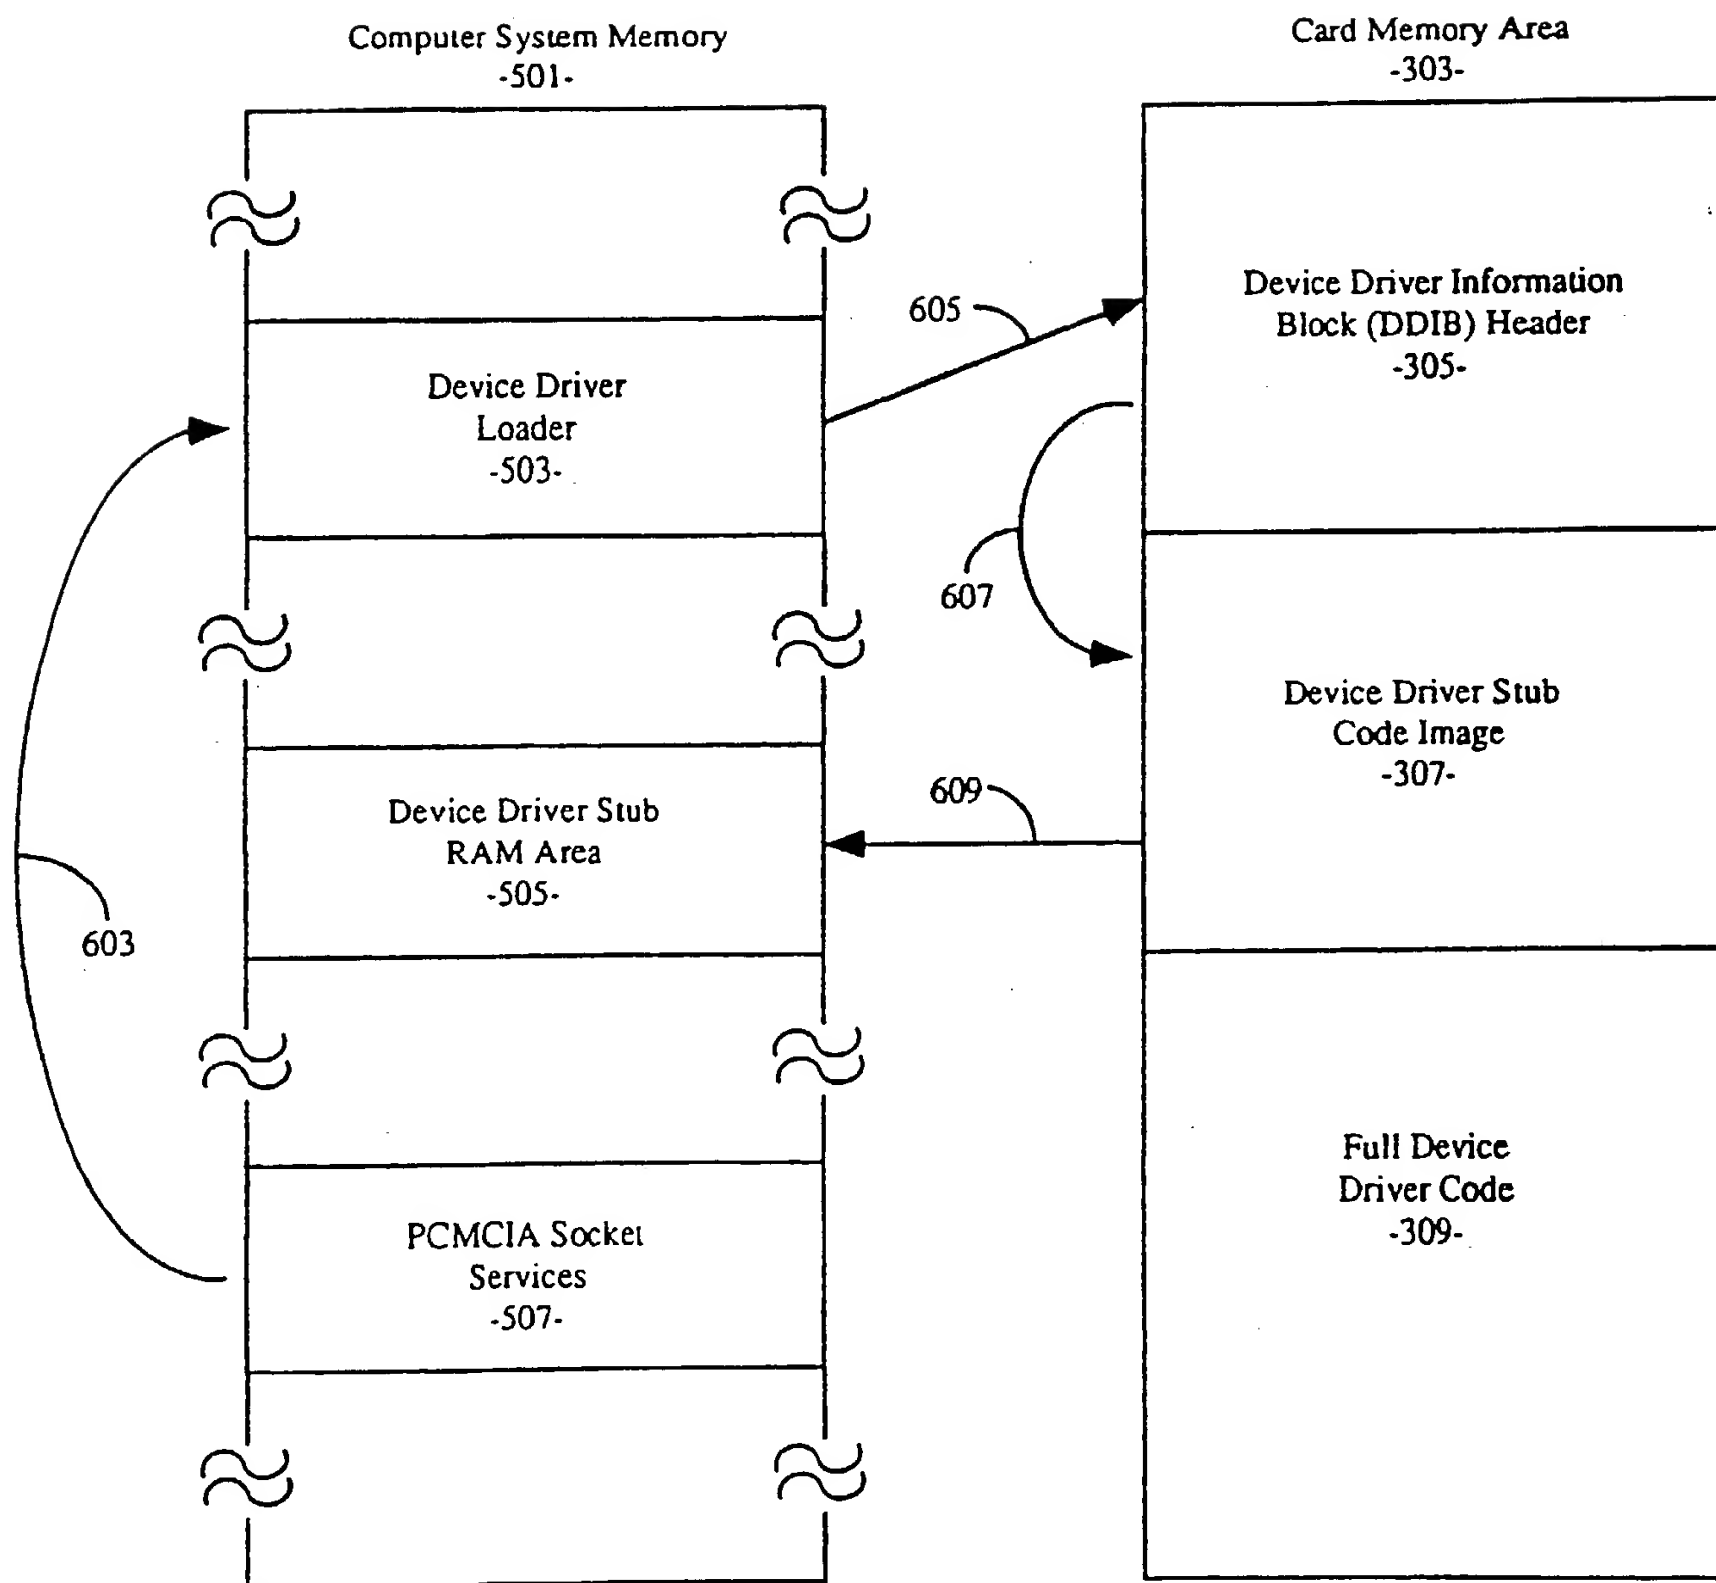 Computer System Memory
-501-
Card Memory Area
-303-
605
Device Driver Information
Block (DDIB) Header
-305-
Device Driver
Loader
-503-
607
Device Driver Stub
Code Image
-307-
609
Device Driver Stub
RAM Area
-505-
603
Full Device
Driver Code
-309-
PCMCIA Socket
Services
-507-